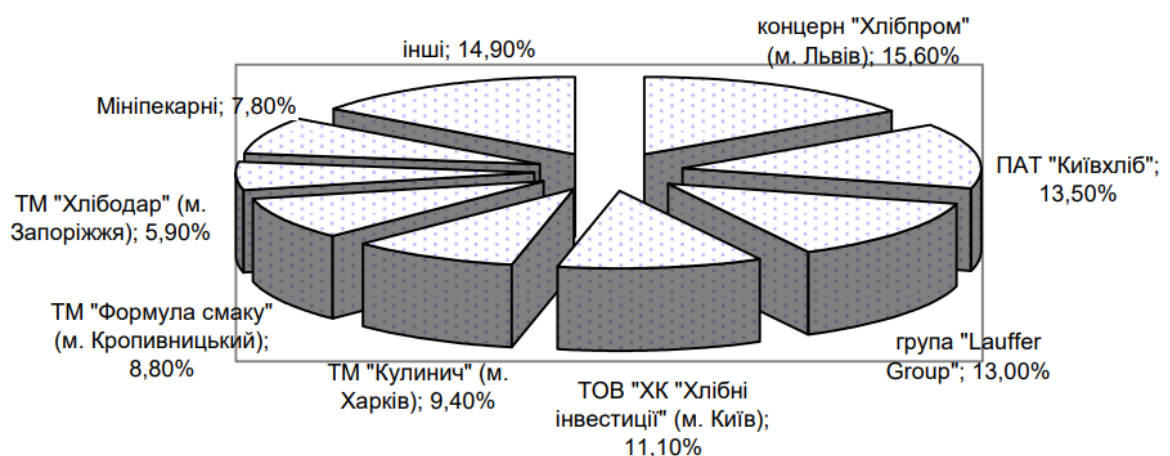 інші; 14,90%
концерн "Хлібпром"
(м. Львів); 15,60%
Мініпекарні; 7,80%
ПАТ "Київхліб";
13,50%
ТМ "Хлібодар" (м.
Запоріжжя); 5,90%
ТМ "Формула смаку"
(м. Кропивницький);
8,80%
ТМ "Кулинич" (м.
Харків); 9,40%
ТОВ "ХК "Хлібні
інвестиції" (м. Київ);
11,10%
група "Lauffer
Group"; 13,00%